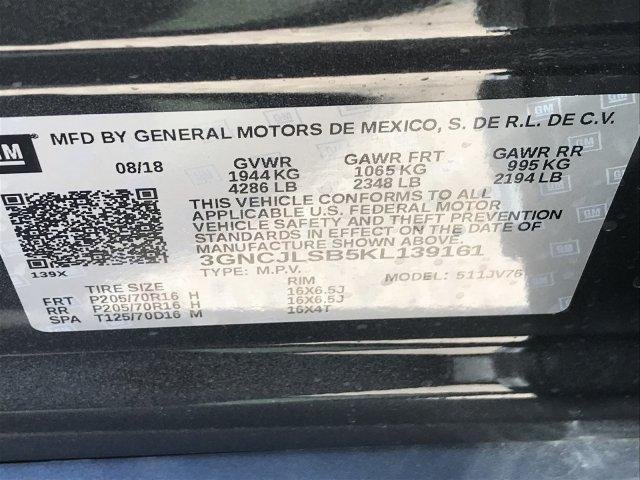 GM MFD BY GENERAL MOTORS DE MEXICO, S. DE R.L. DE C.V.
08/18 GVWR GAWR FRT GAWR RR
1944 KG 1065 KG 995 KG
4286 LB 2348 LB 2194 LB
THIS VEHICLE CONFORMS TO ALL
APPLICABLE U.S. FEDERAL MOTOR
VEHICLE SAFETY AND THEFT PREVENTION
STANDARDS IN EFFECT ON THE DATE OF
MANUFACTURE SHOWN ABOVE.
3GNCJLSB5KL139161
139X TYPE: M.P.V. MODEL: 511JV76
TIRE SIZE RIM
FRT P205/70R16 H 16X6.5J
RR P205/70R16 H 16X6.5J
SPA T125/70D16 M 16X4T